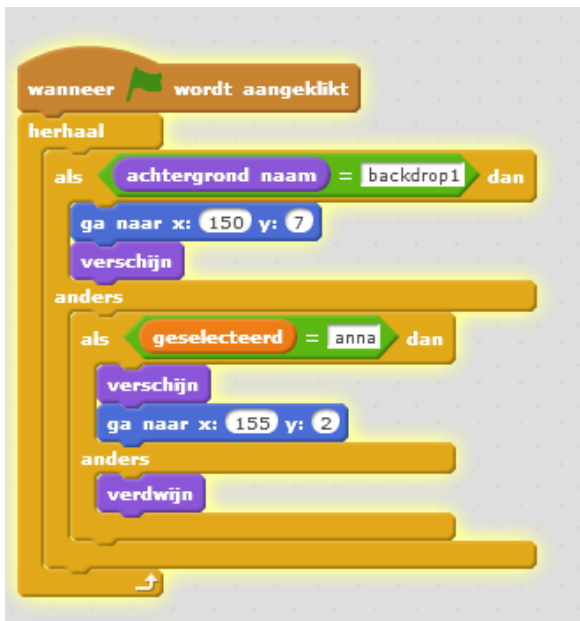 wanneer wordt aangeklikt
herhaal
als achtergrond naam = backdrop1 dan
ga naar x: 150 y: 7
verschijn
anders
als geselecteerd = anna dan
verschijn
ga naar x: 155 y: 2
anders
verdwijn